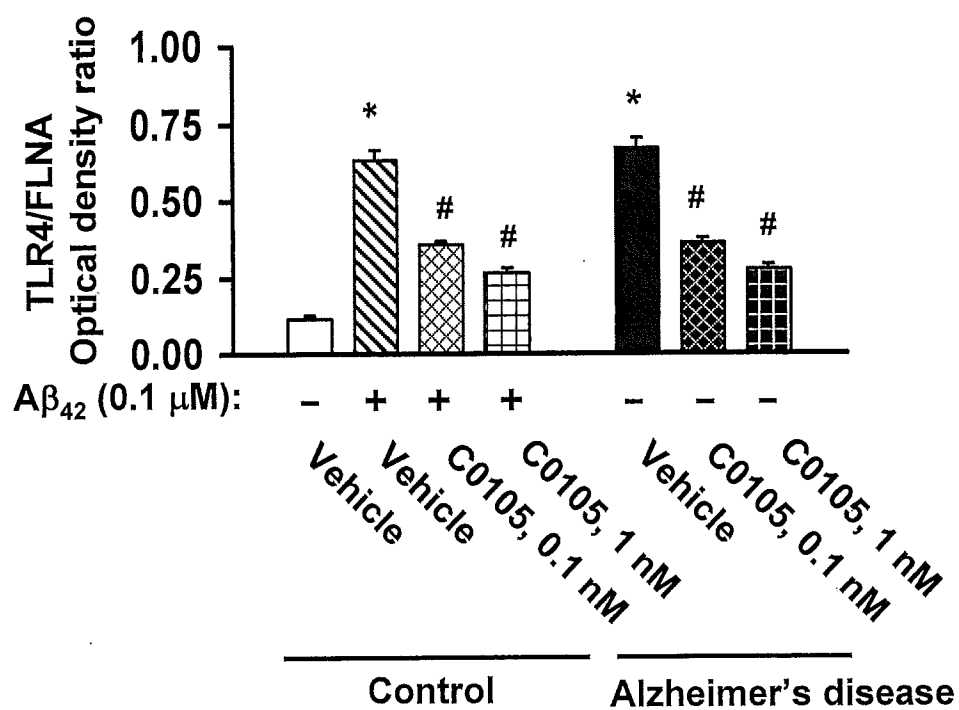 TLR4/FLNA
Optical density ratio
1.00
0.75
0.50
0.25
0.00
*
#
#
*
#
#
Aβ42 (0.1 μM): – + + + – – –
Vehicle
Vehicle
C0105, 0.1 nM
C0105, 1 nM
Vehicle
C0105, 0.1 nM
C0105, 1 nM
Control
Alzheimer's disease